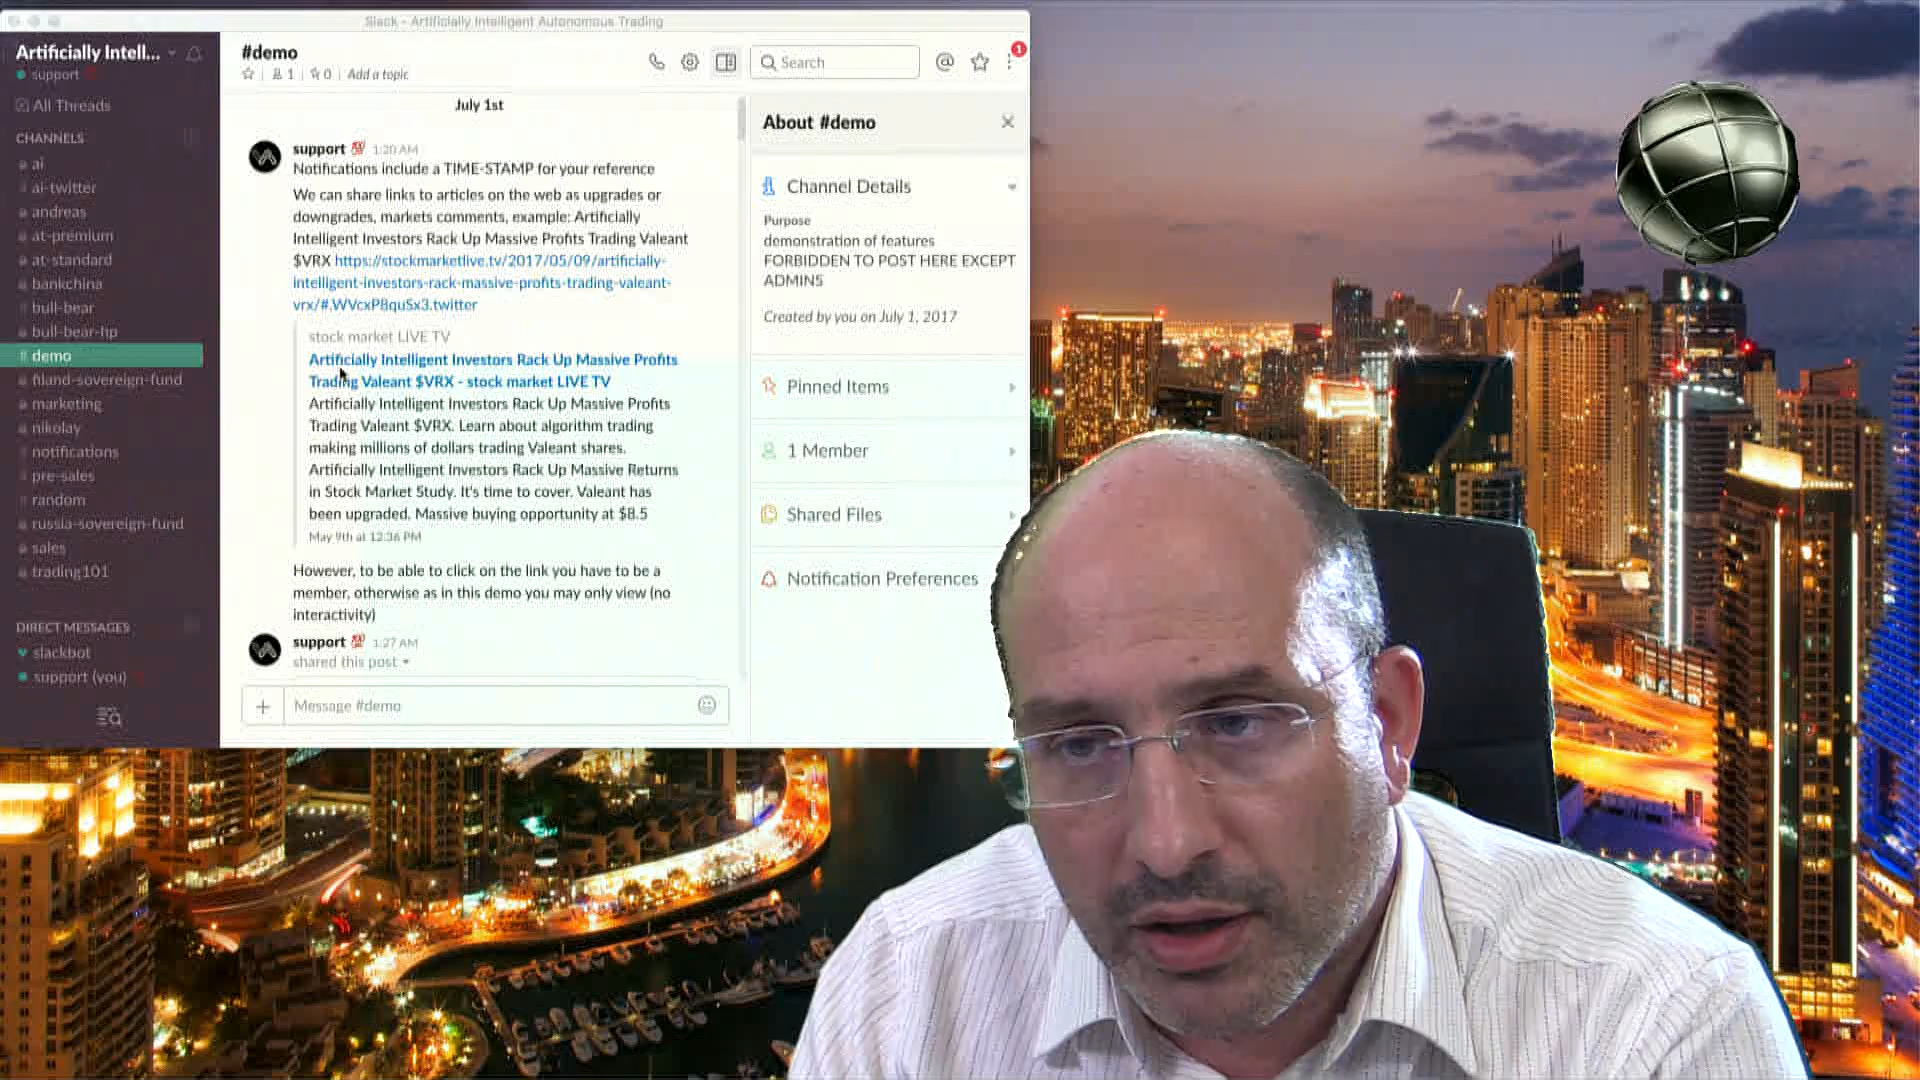 Slack - Artificially Intelligent Autonomous Trading
Artificially Intell...
support
All Threads
CHANNELS
ai
ai-twitter
andreas
at-premium
at-standard
bankchina
bull-bear
bull-bear-hp
demo
filand-sovereign-fund
marketing
nikolay
notifications
pre-sales
random
russia-sovereign-fund
sales
trading101
DIRECT MESSAGES
slackbot
support (you)
#demo
1 | 0 | Add a topic
Search
1
July 1st
support 💯 1:20 AM
Notifications include a TIME-STAMP for your reference
We can share links to articles on the web as upgrades or
downgrades, markets comments, example: Artificially
Intelligent Investors Rack Up Massive Profits Trading Valeant
$VRX https://stockmarketlive.tv/2017/05/09/artificially-
intelligent-investors-rack-massive-profits-trading-valeant-
vrx/#.WVcxP8quSx3.twitter
stock market LIVE TV
Artificially Intelligent Investors Rack Up Massive Profits
Trading Valeant $VRX - stock market LIVE TV
Artificially Intelligent Investors Rack Up Massive Profits
Trading Valeant $VRX. Learn about algorithm trading
making millions of dollars trading Valeant shares.
Artificially Intelligent Investors Rack Up Massive Returns
in Stock Market Study. It's time to cover. Valeant has
been upgraded. Massive buying opportunity at $8.5
May 9th at 12:36 PM
However, to be able to click on the link you have to be a
member, otherwise as in this demo you may only view (no
interactivity)
support 💯 1:27 AM
shared this post
Message #demo
About #demo
Channel Details
Purpose
demonstration of features
FORBIDDEN TO POST HERE EXCEPT
ADMINS
Created by you on July 1, 2017
Pinned Items
1 Member
Shared Files
Notification Preferences